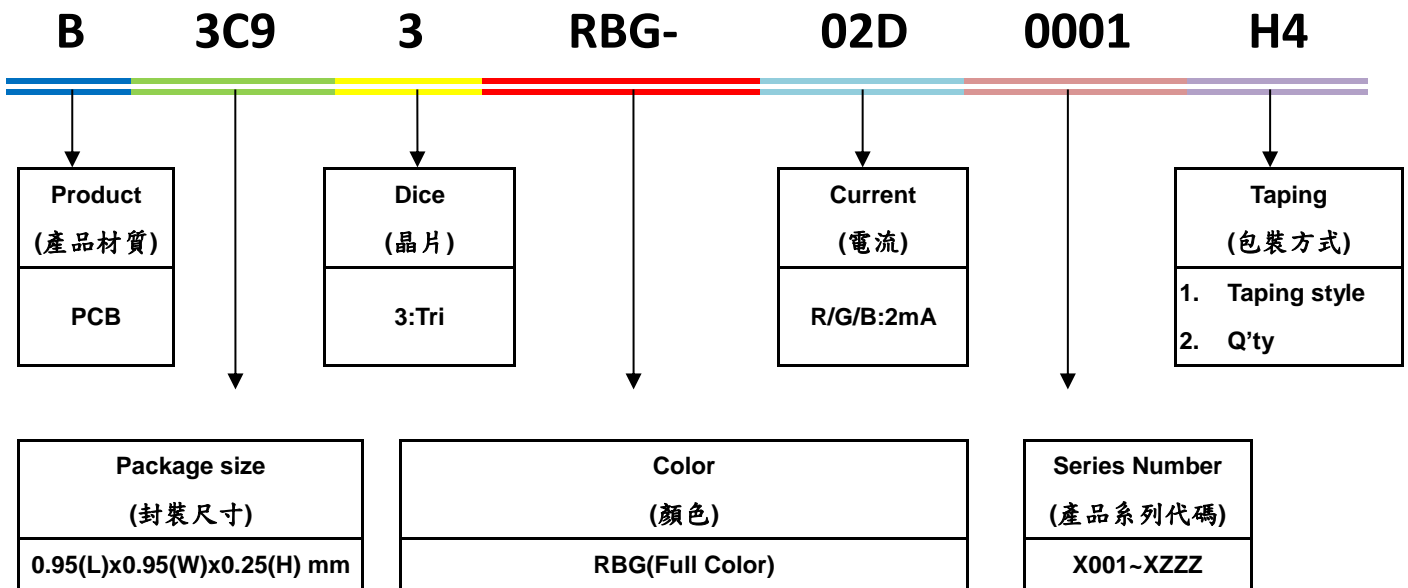 B 3C9 3 RBG- 02D 0001 H4
Product
(產品材質)
PCB
Dice
(晶片)
3:Tri
Current
(電流)
R/G/B:2mA
Taping
(包裝方式)
1. Taping style
2. Q’ty
Package size
(封裝尺寸)
0.95(L)x0.95(W)x0.25(H) mm
Color
(顏色)
RBG(Full Color)
Series Number
(產品系列代碼)
X001~XZZZ